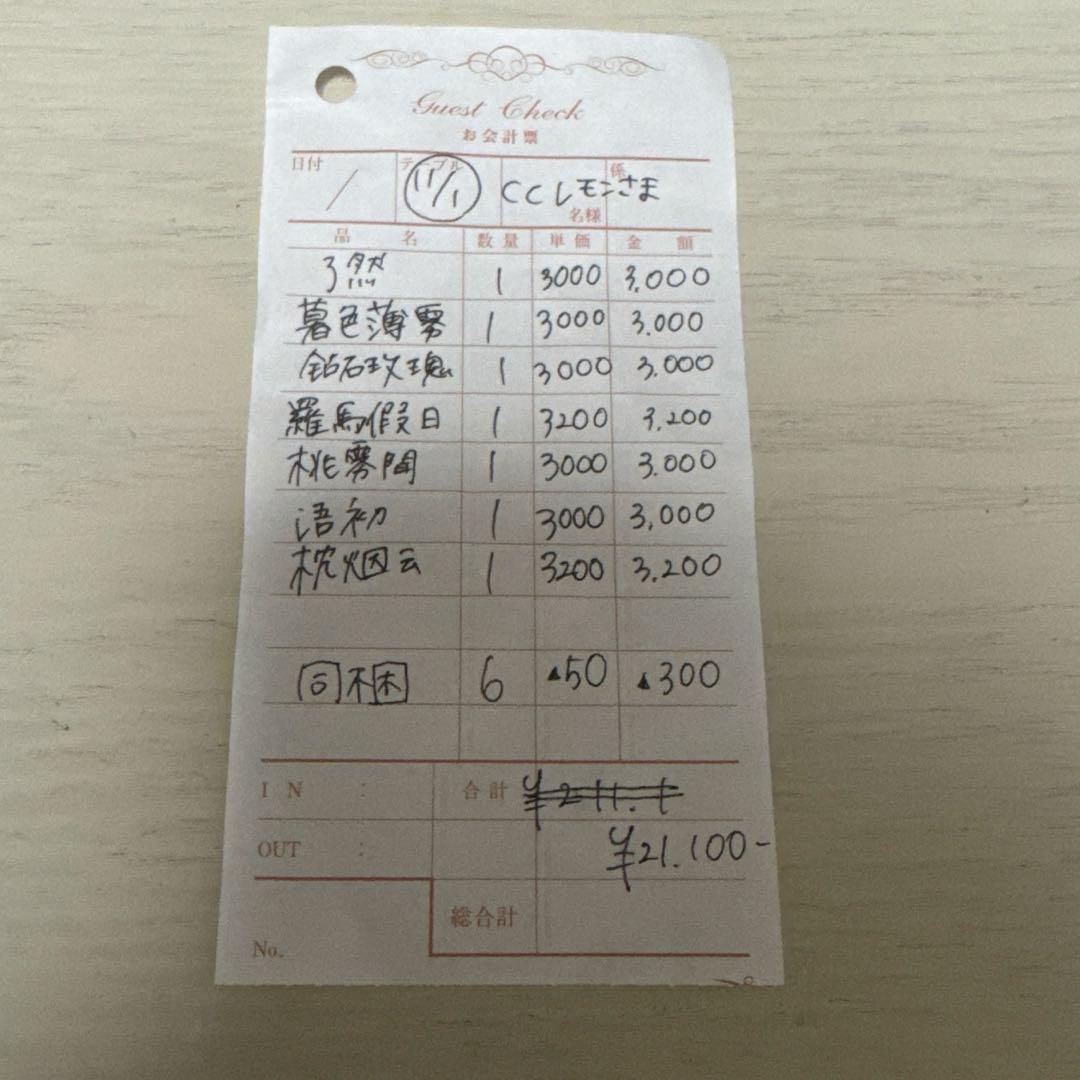 Guest Check
お会計票
日付 / テーブル 11/1 CCレモンさま 名様 係
品名 数量 単価 金額
了然 1 3000 3,000
暮色薄雾 1 3000 3.000
鉆石玫瑰 1 3000 3.000
羅馬假日 1 3200 3.200
桃雾間 1 3000 3.000
语初 1 3000 3,000
枕烟云 1 3200 3.200
同梱 6 ▲50 ▲300
IN : 合計
OUT : ¥21.100-
総合計
No.